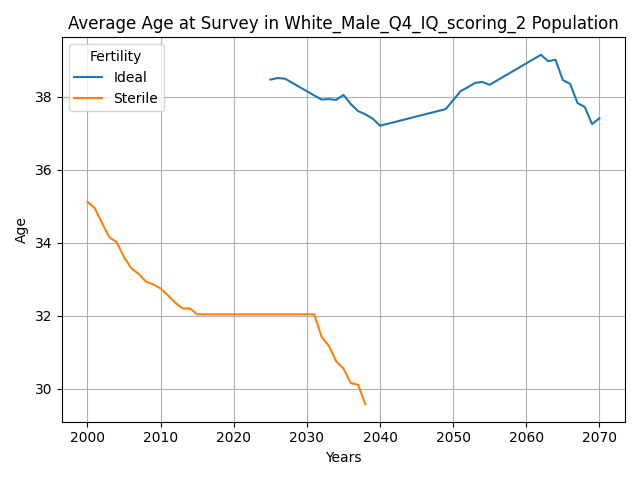 Average Age at Survey in White_Male_Q4_IQ_scoring_2 Population
Fertility
Ideal
Sterile
Age
38
36
34
32
30
2000 2010 2020 2030 2040 2050 2060 2070
Years